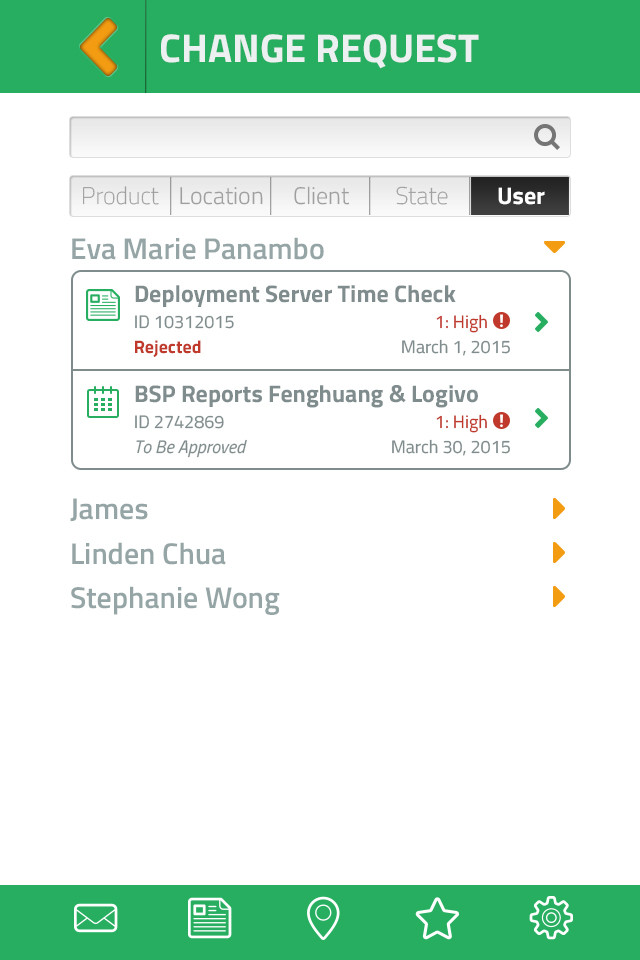 CHANGE REQUEST
Product Location Client State User
Eva Marie Panambo
Deployment Server Time Check
ID 10312015 1: High
Rejected March 1, 2015
BSP Reports Fenghuang & Logivo
ID 2742869 1: High
To Be Approved March 30, 2015
James
Linden Chua
Stephanie Wong